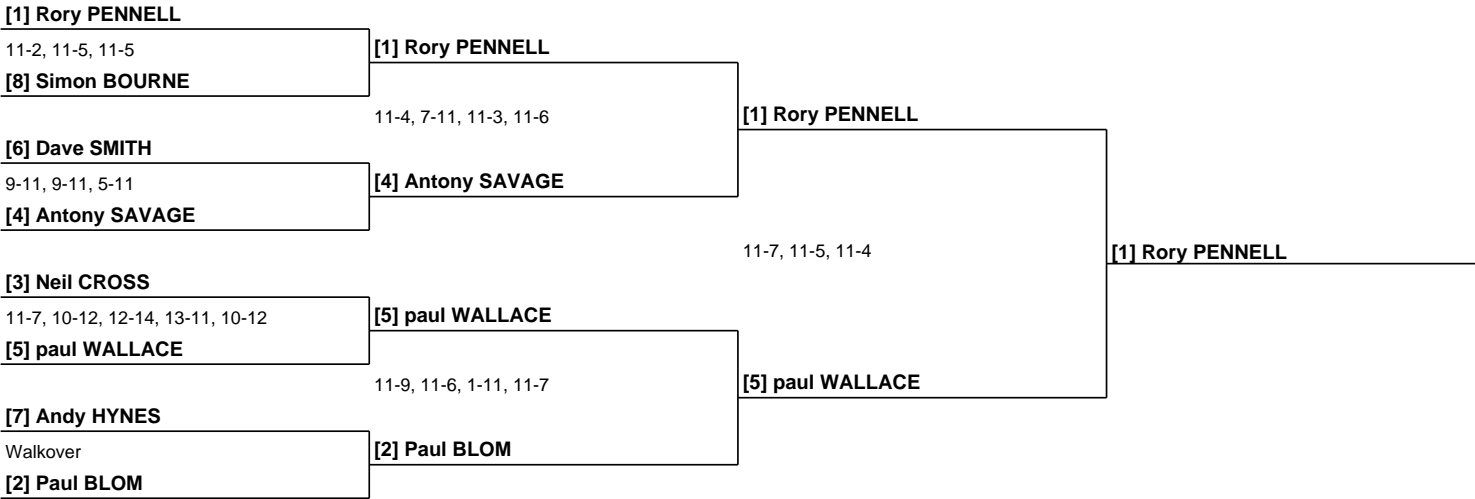 [1] Rory PENNELL
11-2, 11-5, 11-5
[8] Simon BOURNE
[6] Dave SMITH
9-11, 9-11, 5-11
[4] Antony SAVAGE
[3] Neil CROSS
11-7, 10-12, 12-14, 13-11, 10-12
[5] paul WALLACE
[7] Andy HYNES
Walkover
[2] Paul BLOM
[1] Rory PENNELL
11-4, 7-11, 11-3, 11-6
[4] Antony SAVAGE
[5] paul WALLACE
11-9, 11-6, 1-11, 11-7
[2] Paul BLOM
[1] Rory PENNELL
11-7, 11-5, 11-4
[5] paul WALLACE
[1] Rory PENNELL